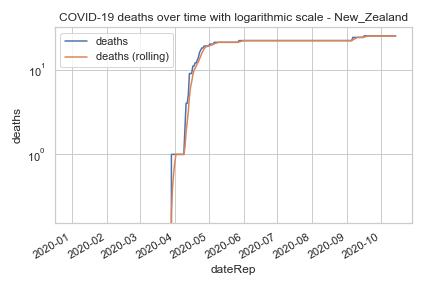 COVID-19 deaths over time with logarithmic scale - New_Zealand
deaths
deaths (rolling)
10¹
10⁰
deaths
2020-01
2020-02
2020-03
2020-04
2020-05
2020-06
2020-07
2020-08
2020-09
2020-10
dateRep